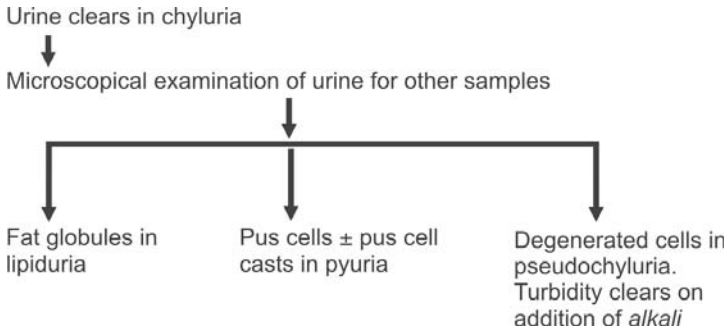 Urine clears in chyluria
Microscopical examination of urine for other samples
Fat globules in
lipiduria
Pus cells ± pus cell
casts in pyuria
Degenerated cells in
pseudochyluria.
Turbidity clears on
addition of alkali